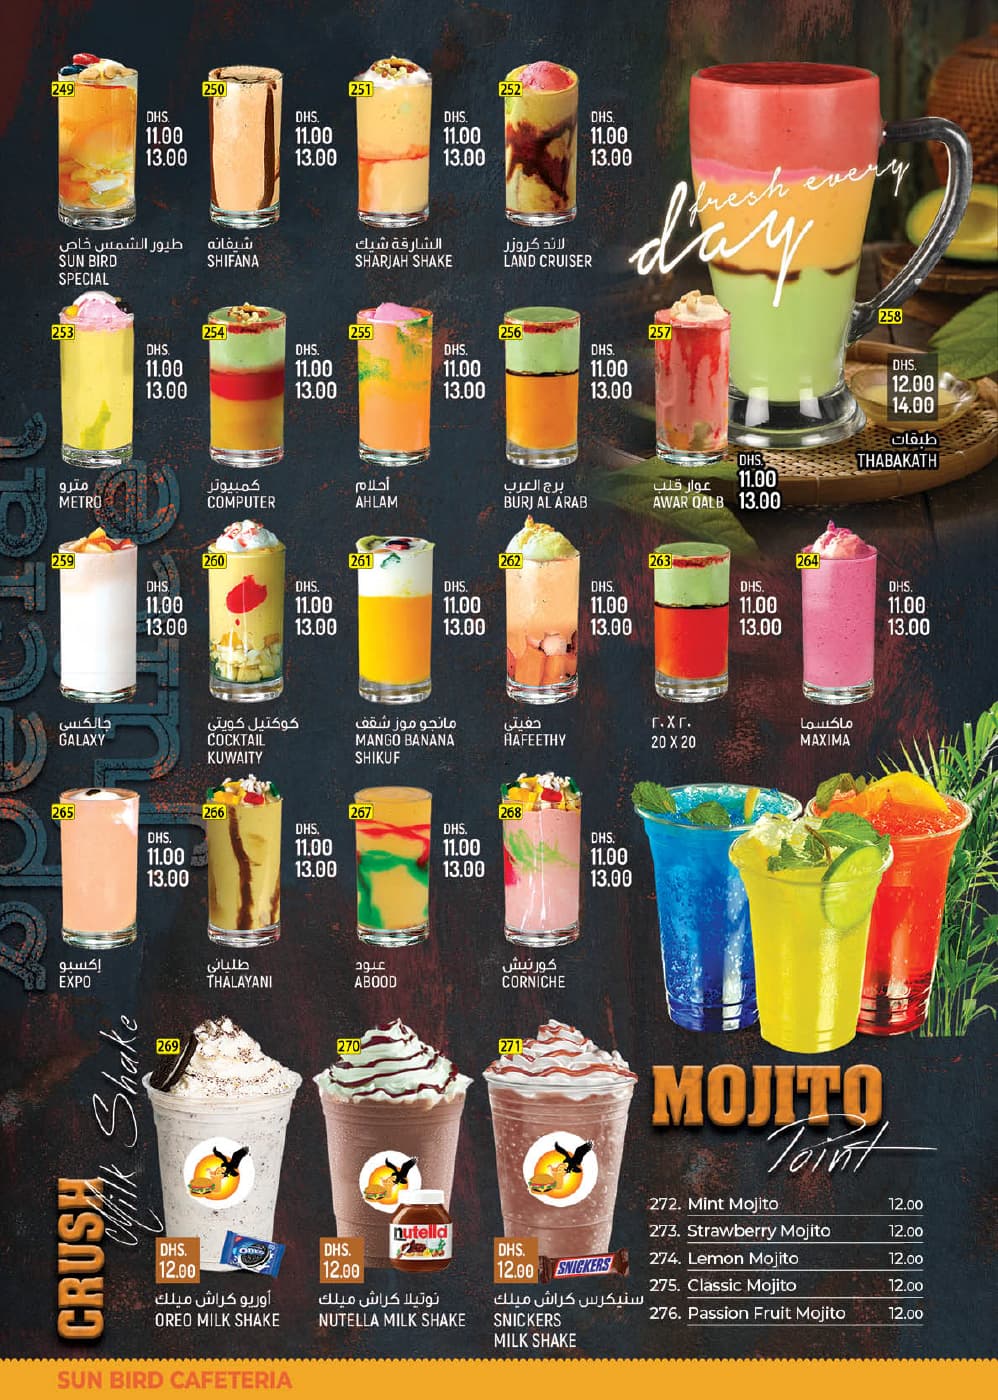 249
DHS.
11.00
13.00
طيور الشمس خاص
SUN BIRD
SPECIAL
250
DHS.
11.00
13.00
شيفانه
SHIFANA
251
DHS.
11.00
13.00
الشارقة شيك
SHARJAH SHAKE
252
DHS.
11.00
13.00
لاند كروزر
LAND CRUISER
fresh every
day
253
DHS.
11.00
13.00
مترو
METRO
254
DHS.
11.00
13.00
كمبيوتر
COMPUTER
255
DHS.
11.00
13.00
أحلام
AHLAM
256
DHS.
11.00
13.00
برج العرب
BURJ AL ARAB
257
DHS.
11.00
13.00
عوار قلب
AWAR QALB
258
DHS.
12.00
14.00
طبقات
THABAKATH
259
DHS.
11.00
13.00
جالكسي
GALAXY
260
DHS.
11.00
13.00
كوكتيل كويتي
COCKTAIL
KUWAITY
261
DHS.
11.00
13.00
مانجو موز شقف
MANGO BANANA
SHIKUF
262
DHS.
11.00
13.00
حفيتي
HAFEETHY
263
DHS.
11.00
13.00
٢٠ X ٢٠
20 X 20
264
DHS.
11.00
13.00
ماكسما
MAXIMA
265
DHS.
11.00
13.00
إكسبو
EXPO
266
DHS.
11.00
13.00
طلياني
THALAYANI
267
DHS.
11.00
13.00
عبود
ABOOD
268
DHS.
11.00
13.00
كورنيش
CORNICHE
special
juice
CRUSH
Milk Shake
269
OREO
DHS.
12.00
أوريو كراش ميلك
OREO MILK SHAKE
270
nutella
DHS.
12.00
نوتيلا كراش ميلك
NUTELLA MILK SHAKE
271
SNICKERS
DHS.
12.00
سنيكرس كراش ميلك
SNICKERS
MILK SHAKE
MOJITO
Point
272. Mint Mojito 12.00
273. Strawberry Mojito 12.00
274. Lemon Mojito 12.00
275. Classic Mojito 12.00
276. Passion Fruit Mojito 12.00
SUN BIRD CAFETERIA